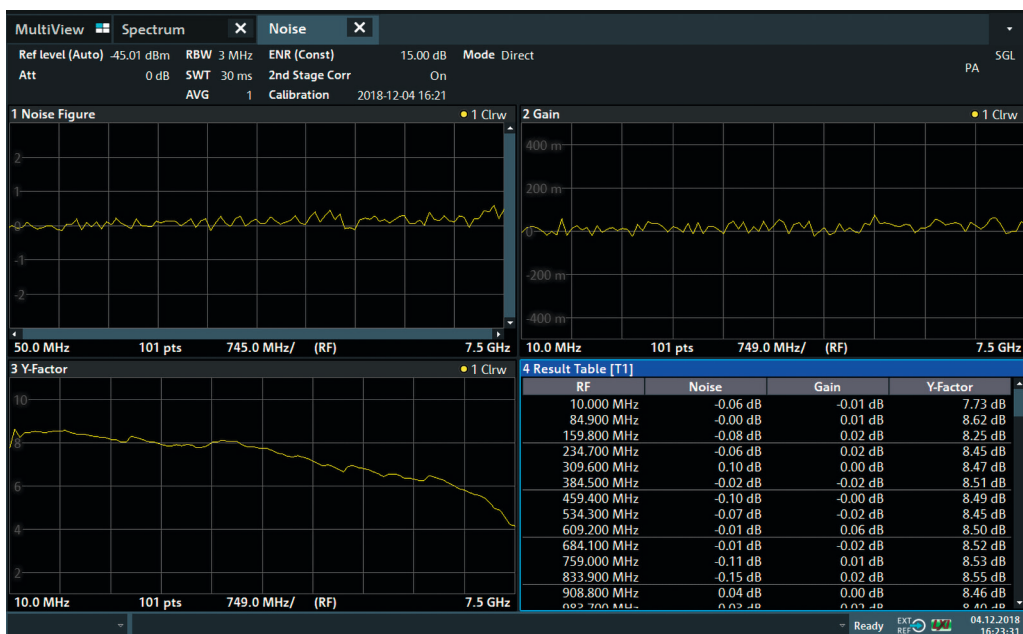 MultiView Spectrum X Noise X
Ref level (Auto) -45.01 dBm RBW 3 MHz ENR (Const) 15.00 dB Mode Direct SGL
Att 0 dB SWT 30 ms 2nd Stage Corr On PA
AVG 1 Calibration 2018-12-04 16:21
1 Noise Figure 1 Clrw
2
1
0
-1
-2
50.0 MHz 101 pts 745.0 MHz/ (RF) 7.5 GHz
2 Gain 1 Clrw
400 m
200 m
0
-200 m
-400 m
10.0 MHz 101 pts 749.0 MHz/ (RF) 7.5 GHz
3 Y-Factor 1 Clrw
10
8
6
4
2
10.0 MHz 101 pts 749.0 MHz/ (RF) 7.5 GHz
4 Result Table [T1]
RF Noise Gain Y-Factor
10.000 MHz -0.06 dB -0.01 dB 7.73 dB
84.900 MHz -0.00 dB 0.01 dB 8.62 dB
159.800 MHz -0.08 dB 0.02 dB 8.25 dB
234.700 MHz -0.06 dB 0.02 dB 8.45 dB
309.600 MHz 0.10 dB 0.00 dB 8.47 dB
384.500 MHz -0.02 dB -0.02 dB 8.51 dB
459.400 MHz -0.10 dB -0.00 dB 8.49 dB
534.300 MHz -0.07 dB -0.02 dB 8.45 dB
609.200 MHz -0.01 dB 0.06 dB 8.50 dB
684.100 MHz -0.01 dB -0.02 dB 8.52 dB
759.000 MHz -0.11 dB 0.01 dB 8.53 dB
833.900 MHz -0.15 dB 0.02 dB 8.55 dB
908.800 MHz 0.04 dB 0.00 dB 8.46 dB
Ready EXT REF 04.12.2018
16:23:31